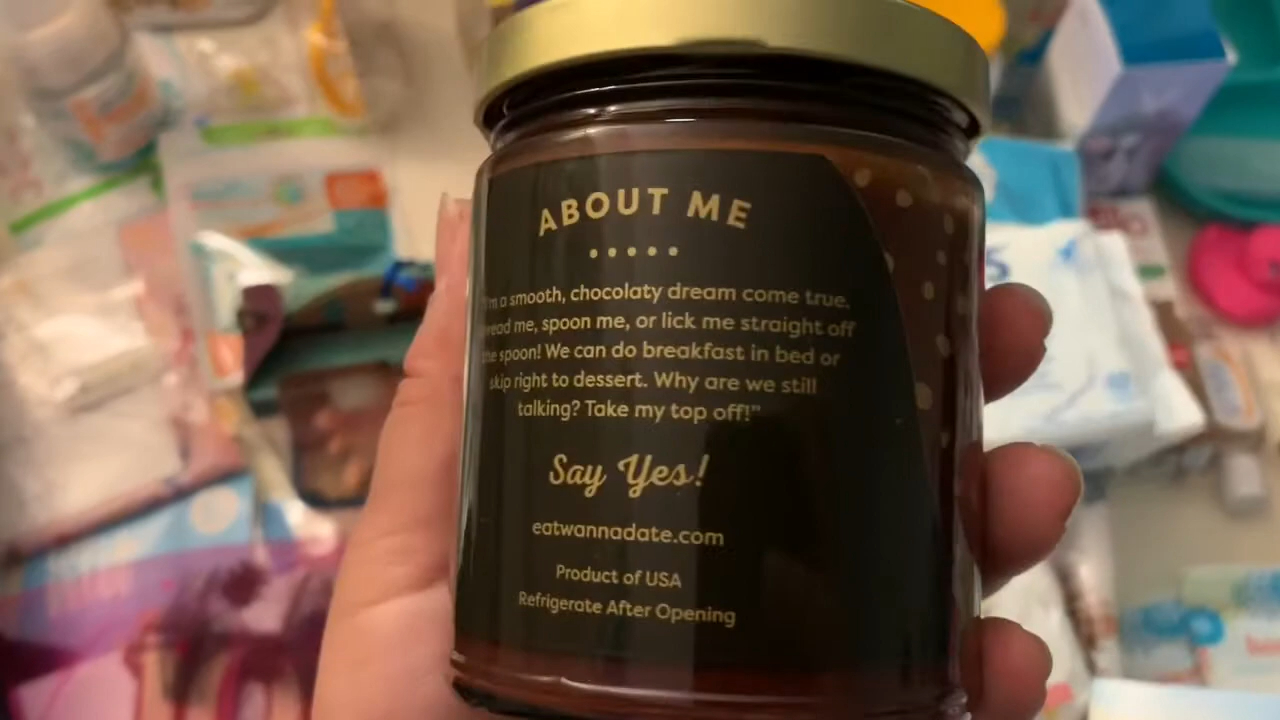 ABOUT ME
I'm a smooth, chocolaty dream come true.
me, spoon me, or lick me straight off
the spoon! We can do breakfast in bed or
skip right to dessert. Why are we still
talking? Take my top off!"
Say Yes!
eatwannadate.com
Product of USA
Refrigerate After Opening